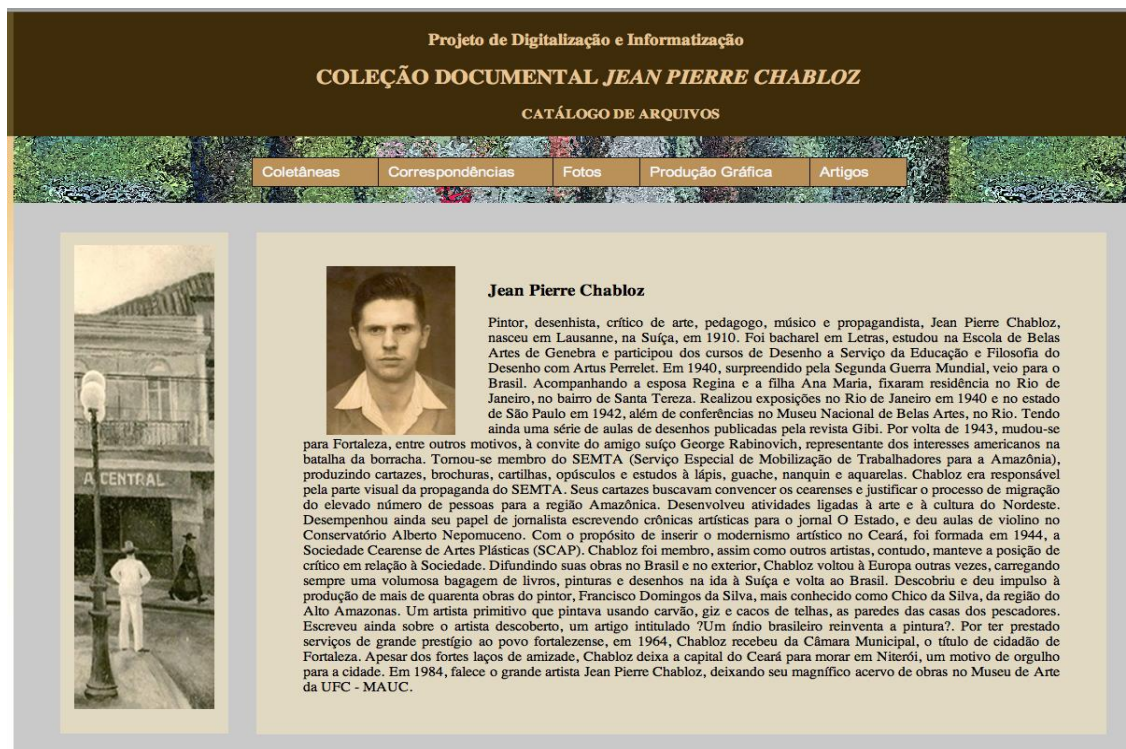 Projeto de Digitalização e Informatização
COLEÇÃO DOCUMENTAL JEAN PIERRE CHABLOZ
CATÁLOGO DE ARQUIVOS
Coletâneas Correspondências Fotos Produção Gráfica Artigos
A CENTRAL
Jean Pierre Chabloz
Pintor, desenhista, crítico de arte, pedagogo, músico e propagandista, Jean Pierre Chabloz,
nasceu em Lausanne, na Suíça, em 1910. Foi bacharel em Letras, estudou na Escola de Belas
Artes de Genebra e participou dos cursos de Desenho a Serviço da Educação e Filosofia do
Desenho com Artus Perrelet. Em 1940, surpreendido pela Segunda Guerra Mundial, veio para o
Brasil. Acompanhando a esposa Regina e a filha Ana Maria, fixaram residência no Rio de
Janeiro, no bairro de Santa Tereza. Realizou exposições no Rio de Janeiro em 1940 e no estado
de São Paulo em 1942, além de conferências no Museu Nacional de Belas Artes, no Rio. Tendo
ainda uma série de aulas de desenhos publicadas pela revista Gibi. Por volta de 1943, mudou-se
para Fortaleza, entre outros motivos, à convite do amigo suíço George Rabinovich, representante dos interesses americanos na
batalha da borracha. Tornou-se membro do SEMTA (Serviço Especial de Mobilização de Trabalhadores para a Amazônia),
produzindo cartazes, brochuras, cartilhas, opúsculos e estudos à lápis, guache, nanquin e aquarelas. Chabloz era responsável
pela parte visual da propaganda do SEMTA. Seus cartazes buscavam convencer os cearenses e justificar o processo de migração
do elevado número de pessoas para a região Amazônica. Desenvolveu atividades ligadas à arte e à cultura do Nordeste.
Desempenhou ainda seu papel de jornalista escrevendo crônicas artísticas para o jornal O Estado, e deu aulas de violino no
Conservatório Alberto Nepomuceno. Com o propósito de inserir o modernismo artístico no Ceará, foi formada em 1944, a
Sociedade Cearense de Artes Plásticas (SCAP). Chabloz foi membro, assim como outros artistas, contudo, manteve a posição de
crítico em relação à Sociedade. Difundindo suas obras no Brasil e no exterior, Chabloz voltou à Europa outras vezes, carregando
sempre uma volumosa bagagem de livros, pinturas e desenhos na ida à Suíça e volta ao Brasil. Descobriu e deu impulso à
produção de mais de quarenta obras do pintor, Francisco Domingos da Silva, mais conhecido como Chico da Silva, da região do
Alto Amazonas. Um artista primitivo que pintava usando carvão, giz e cacos de telhas, as paredes das casas dos pescadores.
Escreveu ainda sobre o artista descoberto, um artigo intitulado ?Um índio brasileiro reinventa a pintura?. Por ter prestado
serviços de grande prestígio ao povo fortalezense, em 1964, Chabloz recebeu da Câmara Municipal, o título de cidadão de
Fortaleza. Apesar dos fortes laços de amizade, Chabloz deixa a capital do Ceará para morar em Niterói, um motivo de orgulho
para a cidade. Em 1984, falece o grande artista Jean Pierre Chabloz, deixando seu magnífico acervo de obras no Museu de Arte
da UFC - MAUC.